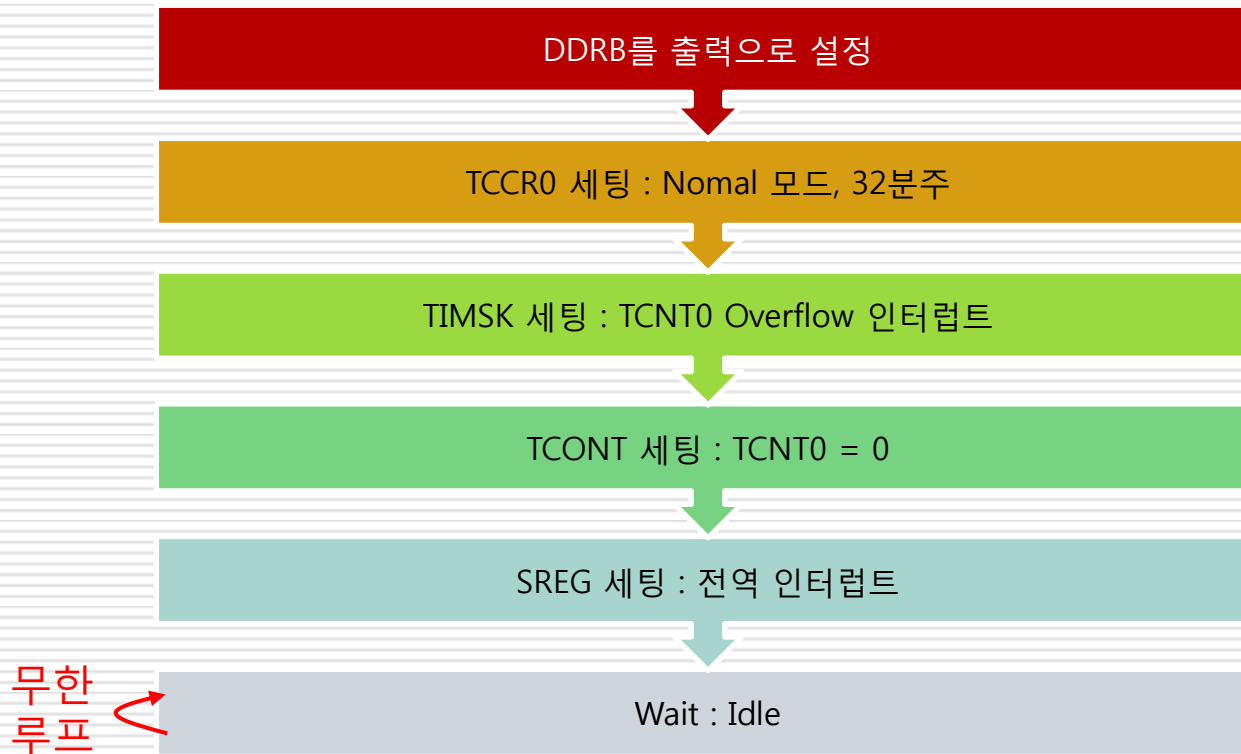 DDRB를 출력으로 설정
TCCR0 세팅 : Nomal 모드, 32분주
TIMSK 세팅 : TCNT0 Overflow 인터럽트
TCONT 세팅 : TCNT0 = 0
SREG 세팅 : 전역 인터럽트
무한
루프
Wait : Idle